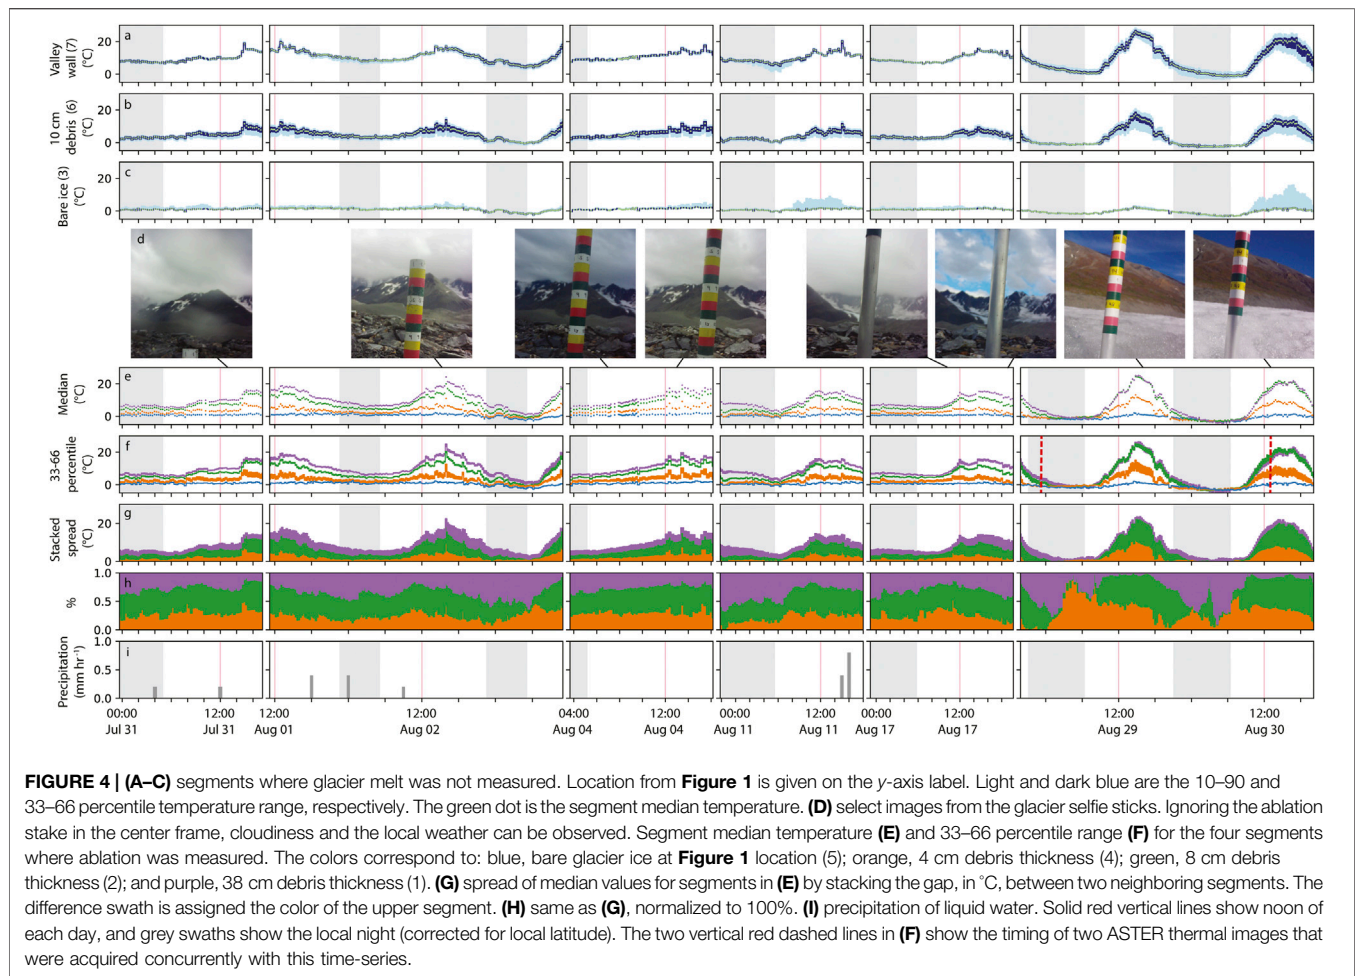 a
Valley
wall (7)
(°C)
20
0
b
10 cm
debris (6)
(°C)
20
0
c
Bare ice (3)
(°C)
20
0
d
e
Median
(°C)
20
0
f
33-66
percentile
(°C)
20
0
g
Stacked
spread
(°C)
20
0
h
%
1.0
0.5
0.0
i
Precipitation
(mm hr⁻¹)
1.0
0.5
0.0
00:00 12:00 12:00 12:00 04:00 12:00 00:00 12:00 00:00 12:00 12:00 12:00
Jul 31 Jul 31 Aug 01 Aug 02 Aug 04 Aug 04 Aug 11 Aug 11 Aug 17 Aug 17 Aug 29 Aug 30
FIGURE 4 | (A–C) segments where glacier melt was not measured. Location from Figure 1 is given on the y-axis label. Light and dark blue are the 10–90 and
33–66 percentile temperature range, respectively. The green dot is the segment median temperature. (D) select images from the glacier selfie sticks. Ignoring the ablation
stake in the center frame, cloudiness and the local weather can be observed. Segment median temperature (E) and 33–66 percentile range (F) for the four segments
where ablation was measured. The colors correspond to: blue, bare glacier ice at Figure 1 location (5); orange, 4 cm debris thickness (4); green, 8 cm debris
thickness (2); and purple, 38 cm debris thickness (1). (G) spread of median values for segments in (E) by stacking the gap, in °C, between two neighboring segments. The
difference swath is assigned the color of the upper segment. (H) same as (G), normalized to 100%. (I) precipitation of liquid water. Solid red vertical lines show noon of
each day, and grey swaths show the local night (corrected for local latitude). The two vertical red dashed lines in (F) show the timing of two ASTER thermal images that
were acquired concurrently with this time-series.